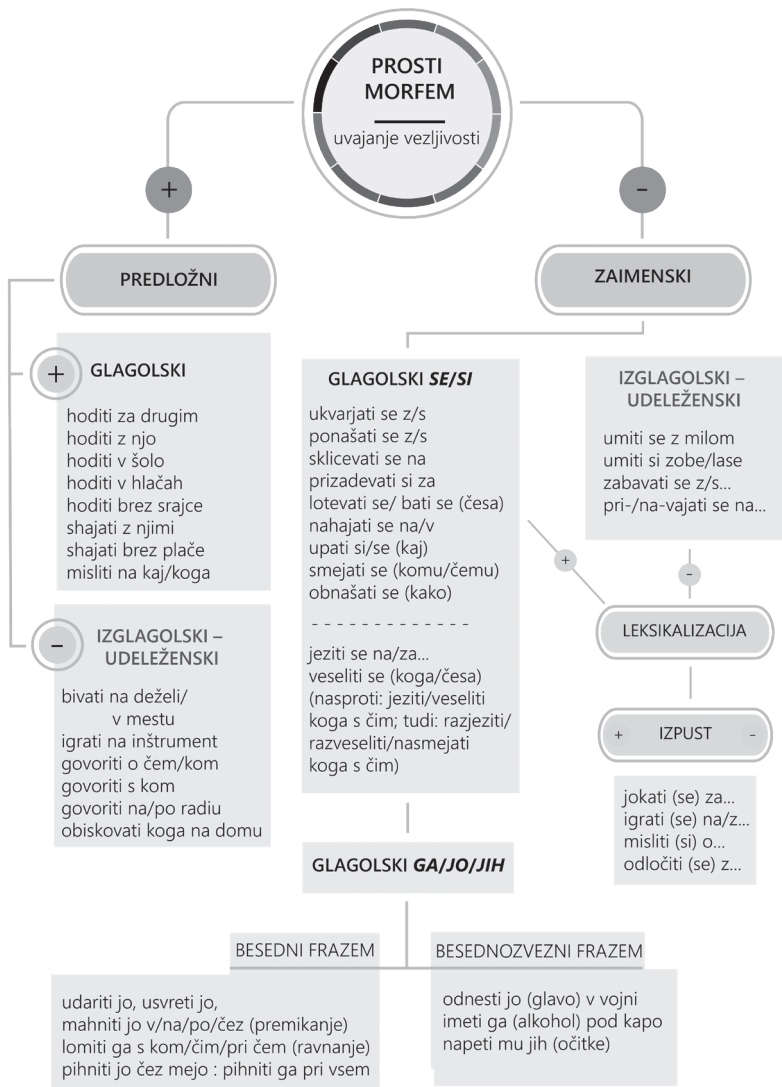 PROSTI
MORFEM
uvajanje vezljivosti
+
-
PREDLOŽNI
ZAIMENSKI
+
GLAGOLSKI
hoditi za drugim
hoditi z njo
hoditi v šolo
hoditi v hlačah
hoditi brez srajce
shajati z njimi
shajati brez plače
misliti na kaj/koga
–
IZGLAGOLSKI –
UDELEŽENSKI
bivati na deželi/
v mestu
igrati na inštrument
govoriti o čem/kom
govoriti s kom
govoriti na/po radiu
obiskovati koga na domu
GLAGOLSKI SE/SI
ukvarjati se z/s
ponašati se z/s
sklicevati se na
prizadevati si za
lotevati se/ bati se (česa)
nahajati se na/v
upati si/se (kaj)
smejati se (komu/čemu)
obnašati se (kako)
- - - - - - - - - - - - -
jeziti se na/za...
veseliti se (koga/česa)
(nasproti: jeziti/veseliti
koga s čim; tudi: razjeziti/
razveseliti/nasmejati
koga s čim)
IZGLAGOLSKI –
UDELEŽENSKI
umiti se z milom
umiti si zobe/lase
zabavati se z/s...
pri-/na-vajati se na...
+
-
LEKSIKALIZACIJA
+ IZPUST -
jokati (se) za...
igrati (se) na/z...
misliti (si) o...
odločiti (se) z...
GLAGOLSKI GA/JO/JIH
BESEDNI FRAZEM
udariti jo, usvreti jo,
mahniti jo v/na/po/čez (premikanje)
lomiti ga s kom/čim/pri čem (ravnanje)
pihniti jo čez mejo : pihniti ga pri vsem
BESEDNOZVEZNI FRAZEM
odnesti jo (glavo) v vojni
imeti ga (alkohol) pod kapo
napeti mu jih (očitke)